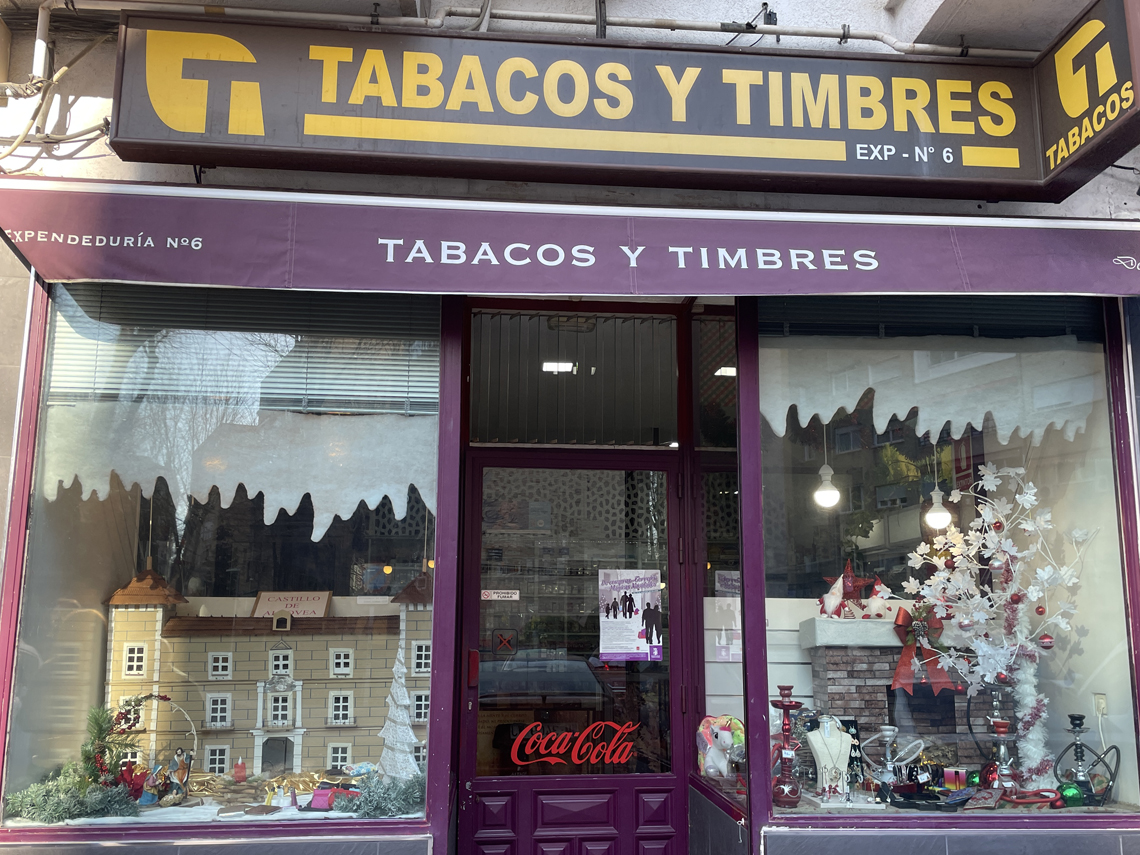 TABACOS Y TIMBRES
EXP - Nº 6
TABACOS
EXPENDEDURÍA Nº6
TABACOS Y TIMBRES
CASTILLO
DE
PROHIBIDO
FUMAR
Coca-Cola